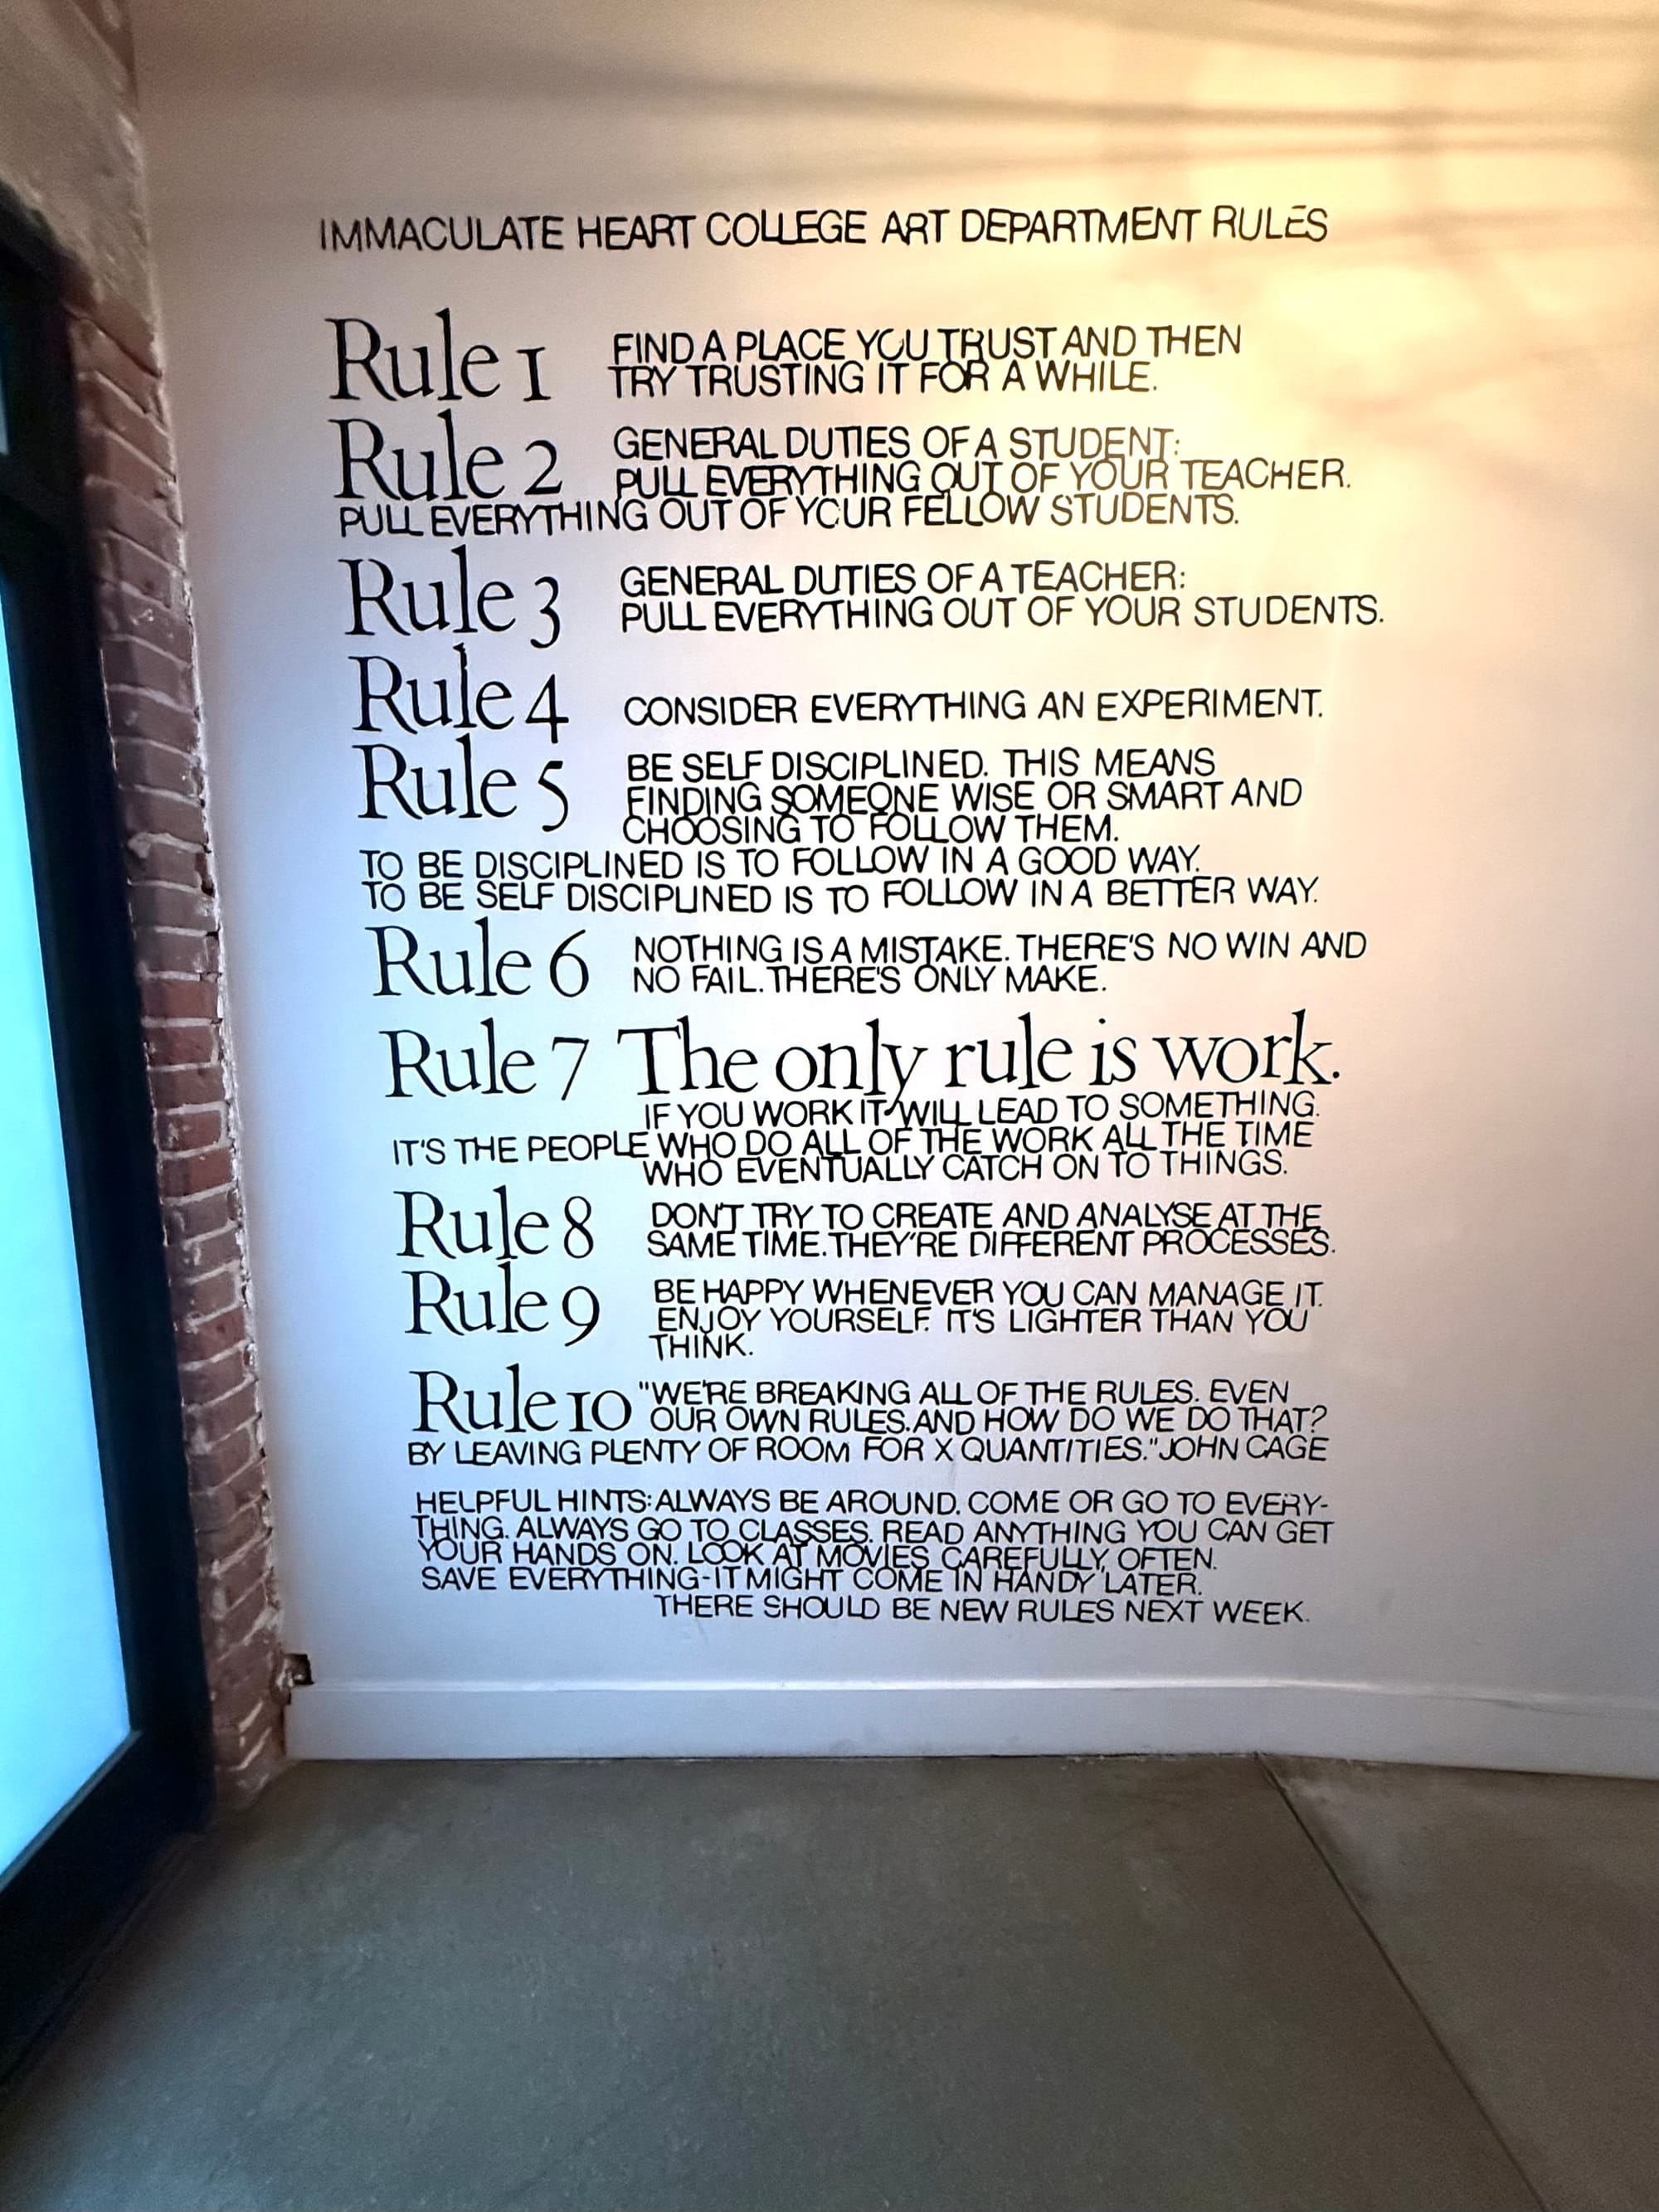 IMMACULATE HEART COLLEGE ART DEPARTMENT RULES
Rule 1 FIND A PLACE YOU TRUST AND THEN
TRY TRUSTING IT FOR A WHILE.
Rule 2 GENERAL DUTIES OF A STUDENT:
PULL EVERYTHING OUT OF YOUR TEACHER.
PULL EVERYTHING OUT OF YOUR FELLOW STUDENTS.
Rule 3 GENERAL DUTIES OF A TEACHER:
PULL EVERYTHING OUT OF YOUR STUDENTS.
Rule 4 CONSIDER EVERYTHING AN EXPERIMENT.
Rule 5 BE SELF DISCIPLINED. THIS MEANS
FINDING SOMEONE WISE OR SMART AND
CHOOSING TO FOLLOW THEM.
TO BE DISCIPLINED IS TO FOLLOW IN A GOOD WAY.
TO BE SELF DISCIPLINED IS TO FOLLOW IN A BETTER WAY.
Rule 6 NOTHING IS A MISTAKE. THERE'S NO WIN AND
NO FAIL. THERE'S ONLY MAKE.
Rule 7 The only rule is work.
IF YOU WORK IT WILL LEAD TO SOMETHING.
IT'S THE PEOPLE WHO DO ALL OF THE WORK ALL THE TIME
WHO EVENTUALLY CATCH ON TO THINGS.
Rule 8 DON'T TRY TO CREATE AND ANALYSE AT THE
SAME TIME. THEY'RE DIFFERENT PROCESSES.
Rule 9 BE HAPPY WHENEVER YOU CAN MANAGE IT.
ENJOY YOURSELF. IT'S LIGHTER THAN YOU
THINK.
Rule 10 "WE'RE BREAKING ALL OF THE RULES. EVEN
OUR OWN RULES. AND HOW DO WE DO THAT?
BY LEAVING PLENTY OF ROOM FOR X QUANTITIES." JOHN CAGE
HELPFUL HINTS: ALWAYS BE AROUND. COME OR GO TO EVERY-
THING. ALWAYS GO TO CLASSES. READ ANYTHING YOU CAN GET
YOUR HANDS ON. LOOK AT MOVIES CAREFULLY, OFTEN.
SAVE EVERYTHING-IT MIGHT COME IN HANDY LATER.
THERE SHOULD BE NEW RULES NEXT WEEK.